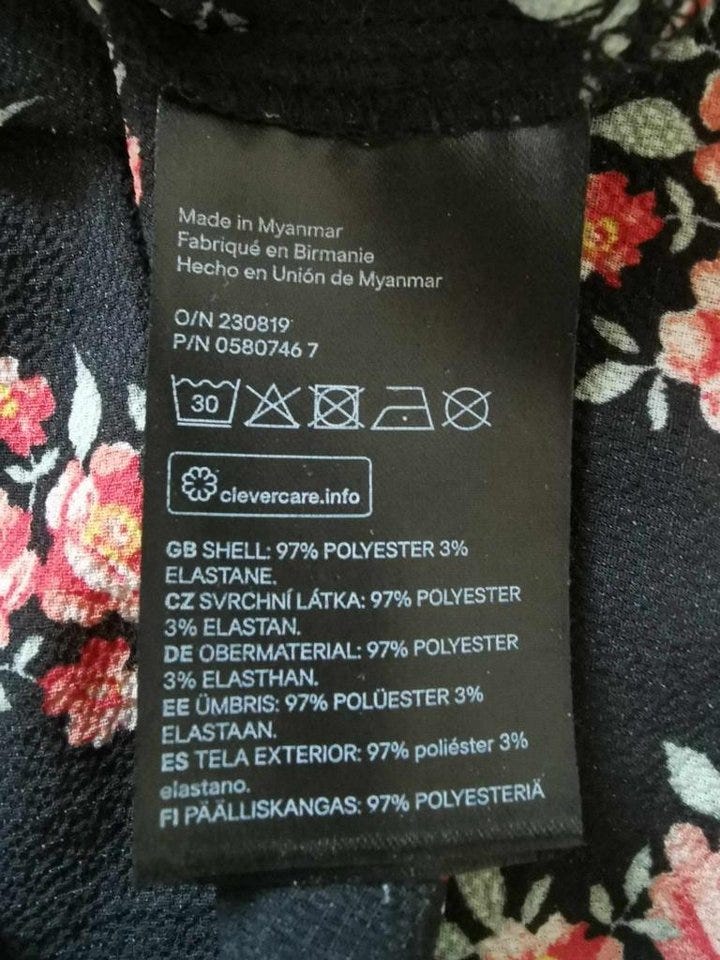 Made in Myanmar
Fabriqué en Birmanie
Hecho en Unión de Myanmar
O/N 230819
P/N 0580746 7
30
clevercare.info
GB SHELL: 97% POLYESTER 3%
ELASTANE.
CZ SVRCHNÍ LÁTKA: 97% POLYESTER
3% ELASTAN.
DE OBERMATERIAL: 97% POLYESTER
3% ELASTHAN.
EE ÜMBRIS: 97% POLÜESTER 3%
ELASTAAN.
ES TELA EXTERIOR: 97% poliéster 3%
elastano.
FI PÄÄLLISKANGAS: 97% POLYESTERIÄ